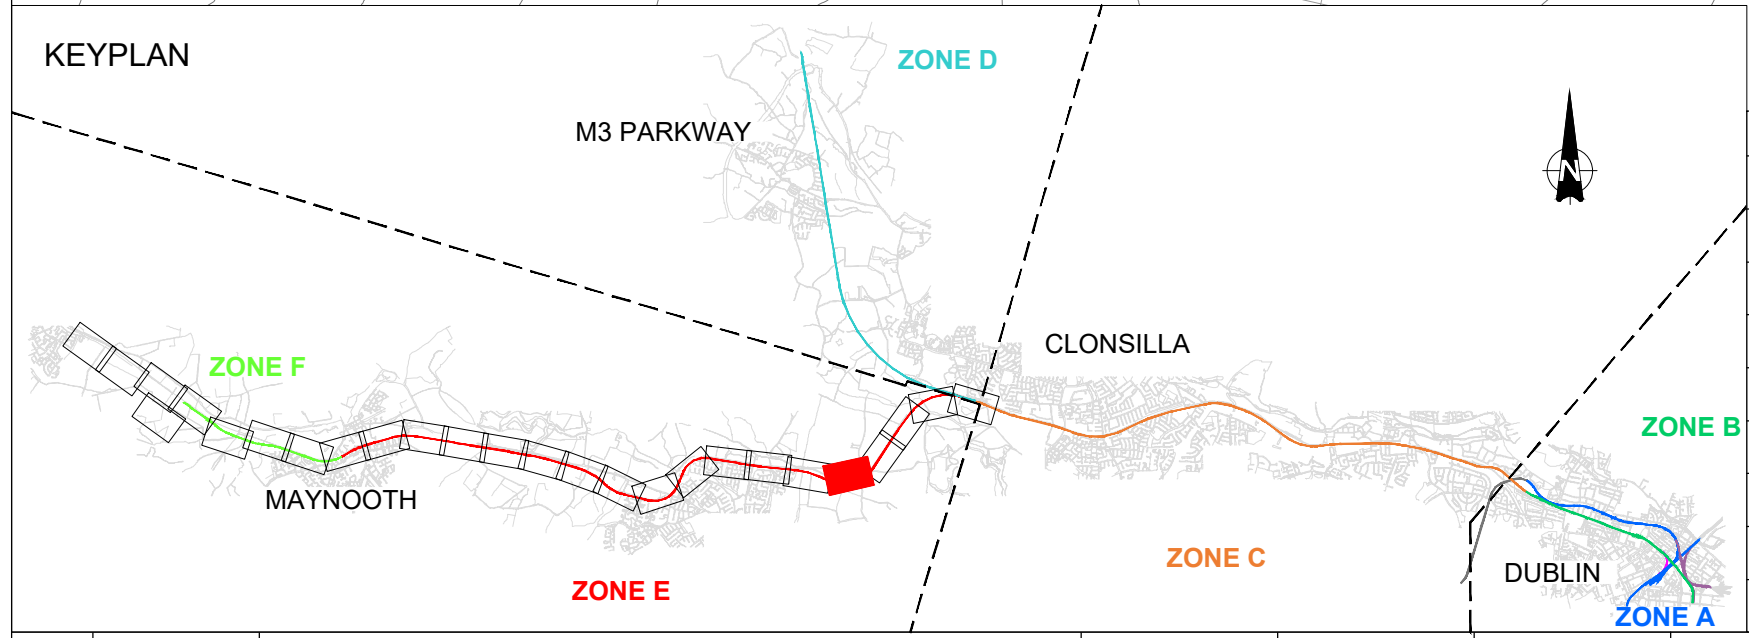 KEYPLAN
ZONE D
M3 PARKWAY
N
CLONSILLA
ZONE F
ZONE B
MAYNOOTH
ZONE C
DUBLIN
ZONE E
ZONE A